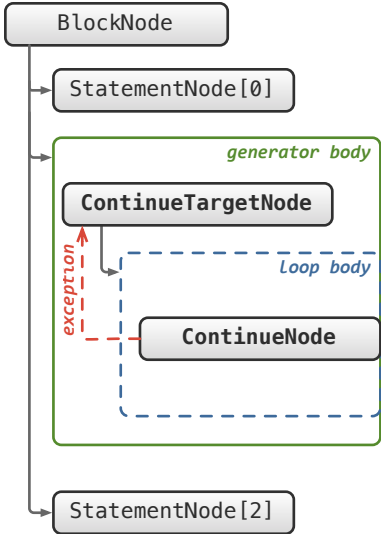 BlockNode
StatementNode[0]
generator body
ContinueTargetNode
loop body
exception
ContinueNode
StatementNode[2]